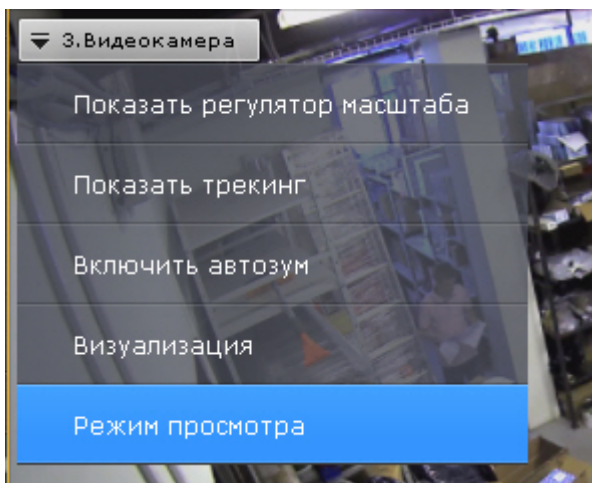 3.Видеокамера
Показать регулятор масштаба
Показать трекинг
Включить автозум
Визуализация
Режим просмотра